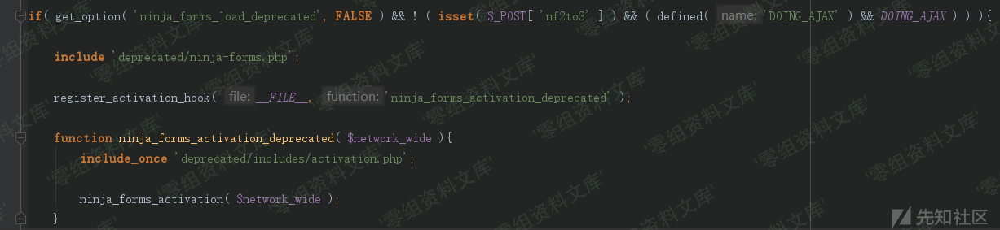 if( get_option( 'ninja_forms_load_deprecated', FALSE ) && ! ( isset( $_POST[ 'nf2to3' ] ) && ( defined( name: 'DOING_AJAX' ) && DOING_AJAX ) ) ){
include 'deprecated/ninja-forms.php';
register_activation_hook( file: __FILE__, function: 'ninja_forms_activation_deprecated' );
function ninja_forms_activation_deprecated( $network_wide ){
include_once 'deprecated/includes/activation.php';
ninja_forms_activation( $network_wide );
}
'零组资料文库'
先知社区